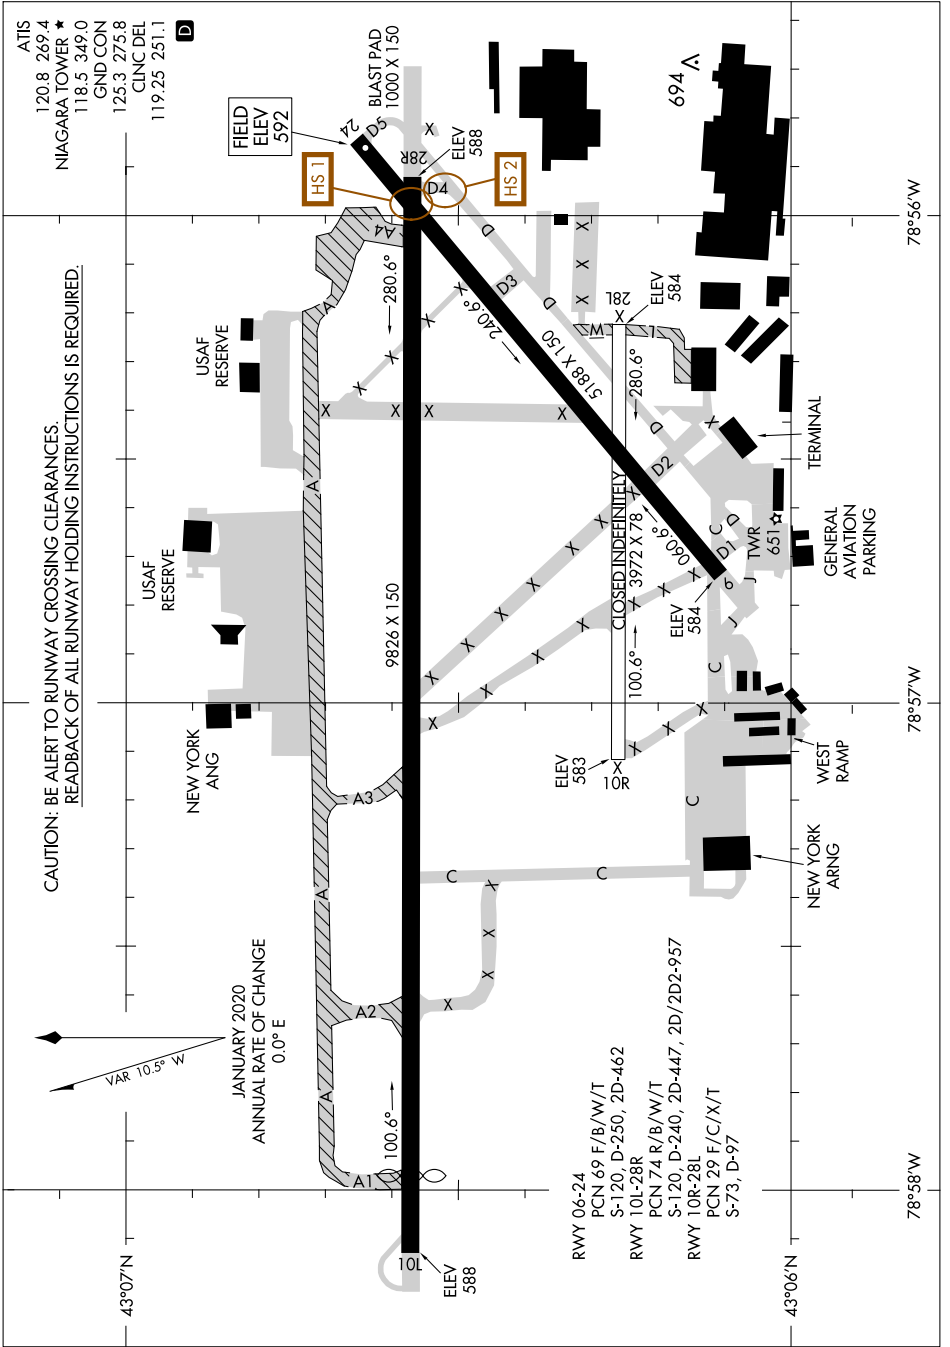 ATIS
120.8 269.4
NIAGARA TOWER ★
118.5 349.0
GND CON
125.3 275.8
CLNC DEL
119.25 251.1
D
CAUTION: BE ALERT TO RUNWAY CROSSING CLEARANCES.
READBACK OF ALL RUNWAY HOLDING INSTRUCTIONS IS REQUIRED.
FIELD
ELEV
592
HS 1
HS 2
BLAST PAD
1000 X 150
24
D5
X
28R
ELEV
588
D4
694
A4
280.6°
A
USAF
RESERVE
X
X
X
X
X
X
X
240.6°
D3
D
D
D
X
X
X
28L
X
ELEV
584
M
L
5188 X 150
280.6°
X
TERMINAL
A
USAF
RESERVE
9826 X 150
X
X
X
X
X
D2
CLOSED INDEFINITELY
3972 X 78
060.6°
C
D1
D
TWR
651
GENERAL
AVIATION
PARKING
6
J
J
ELEV
584
X
X
X
X
X
X
X
100.6°
C
NEW YORK
ANG
X
X
X
ELEV
583
X
10R
WEST
RAMP
A3
C
C
C
NEW YORK
ARNG
A
X
X
X
X
A2
A
JANUARY 2020
ANNUAL RATE OF CHANGE
0.0° E
VAR 10.5° W
100.6°
A1
10L
ELEV
588
RWY 06-24
PCN 69 F/B/W/T
S-120, D-250, 2D-462
RWY 10L-28R
PCN 74 R/B/W/T
S-120, D-240, 2D-447, 2D/2D2-957
RWY 10R-28L
PCN 29 F/C/X/T
S-73, D-97
43°07'N
43°06'N
78°56'W
78°57'W
78°58'W